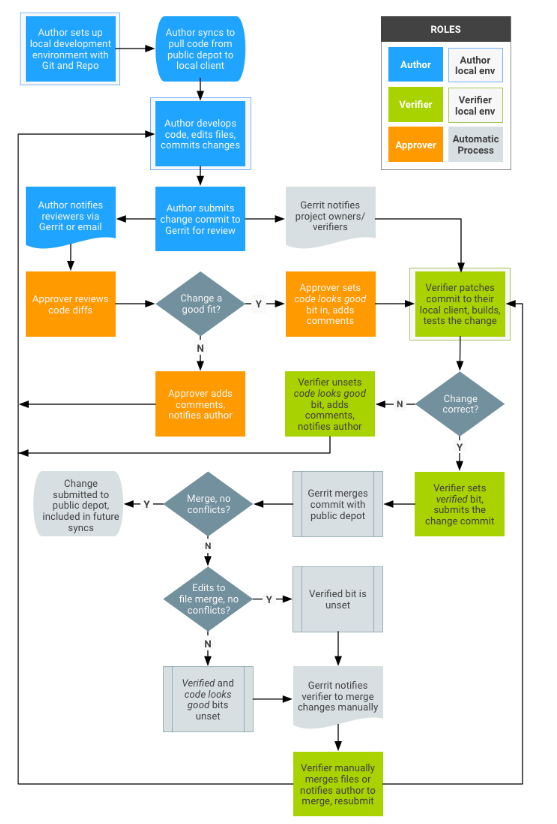 Author sets up
local development
environment with
Git and Repo
Author syncs to
pull code from
public depot to
local client
ROLES
Author
Author
local env
Verifier
Verifier
local env
Approver
Automatic
Process
Author develops
code, edits files,
commits changes
Author notifies
reviewers via
Gerrit or email
Author submits
change commit to
Gerrit for review
Gerrit notifies
project owners/
verifiers
Approver reviews
code diffs
Change a
good fit?
Y
Approver sets
code looks good
bit in, adds
comments
Verifier patches
commit to their
local client, builds,
tests the change
N
Approver adds
comments,
notifies author
Verifier unsets
code looks good
bit, adds
comments,
notifies author
N
Change
correct?
Y
Change
submitted to
public depot,
included in future
syncs
Y
Merge, no
conflicts?
Gerrit merges
commit with
public depot
Verifier sets
verified bit,
submits the
change commit
N
Edits to
file merge, no
conflicts?
Y
Verified bit is
unset
N
Verified and
code looks
good bits
unset
Gerrit notifies
verifier to merge
changes manually
Verifier manually
merges files or
notifies author to
merge, resubmit